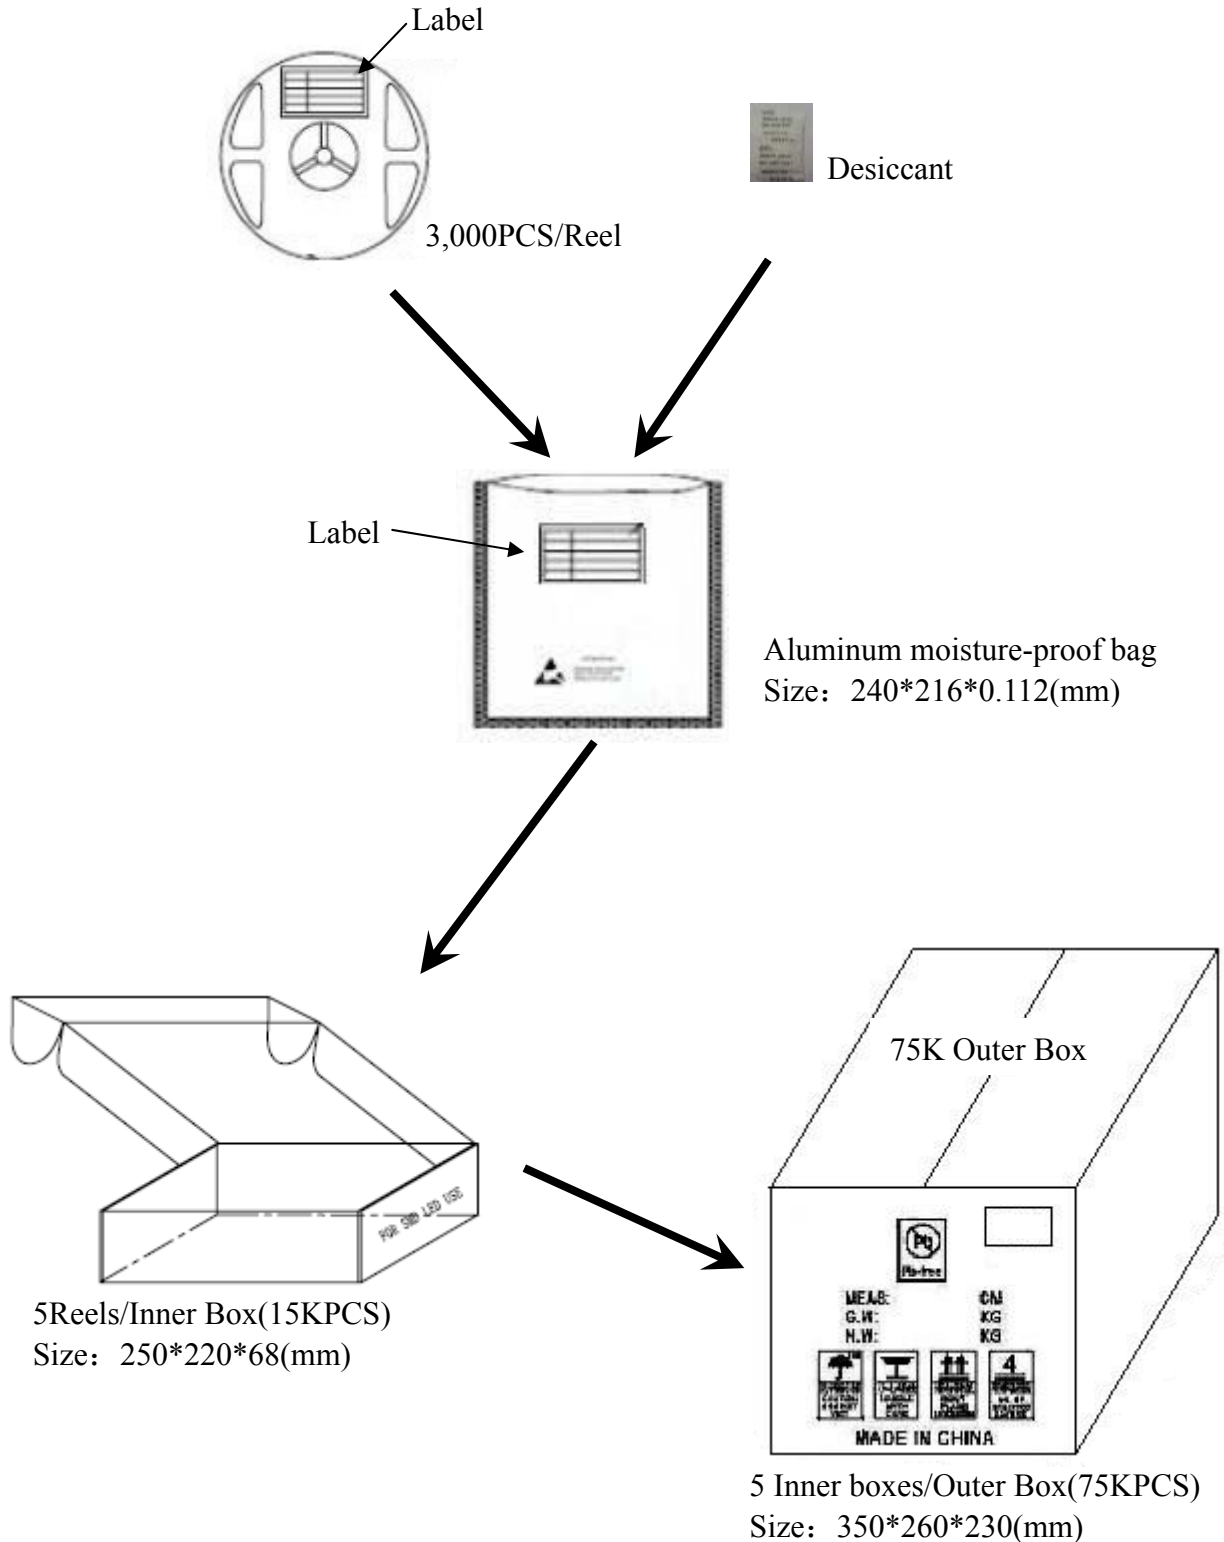 Label
Desiccant
3,000PCS/Reel
Label
Aluminum moisture-proof bag
Size：240*216*0.112(mm)
75K Outer Box
FOR SMD LED USE
Pb
Pb-free
MEAS: CM
G.W: KG
N.W: KG
4
MADE IN CHINA
5Reels/Inner Box(15KPCS)
Size：250*220*68(mm)
5 Inner boxes/Outer Box(75KPCS)
Size：350*260*230(mm)